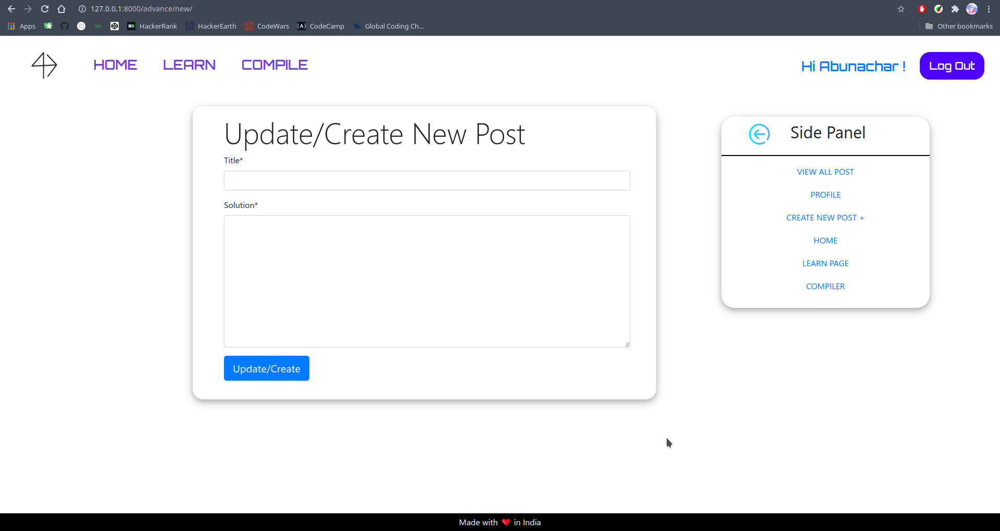 127.0.0.1:8000/advance/new/
Apps HackerRank HackerEarth CodeWars CodeCamp Global Coding Ch... Other bookmarks
HOME LEARN COMPILE Hi Abunachar ! Log Out
Update/Create New Post
Title*
Solution*
Update/Create
Side Panel
VIEW ALL POST
PROFILE
CREATE NEW POST +
HOME
LEARN PAGE
COMPILER
Made with ❤ in India